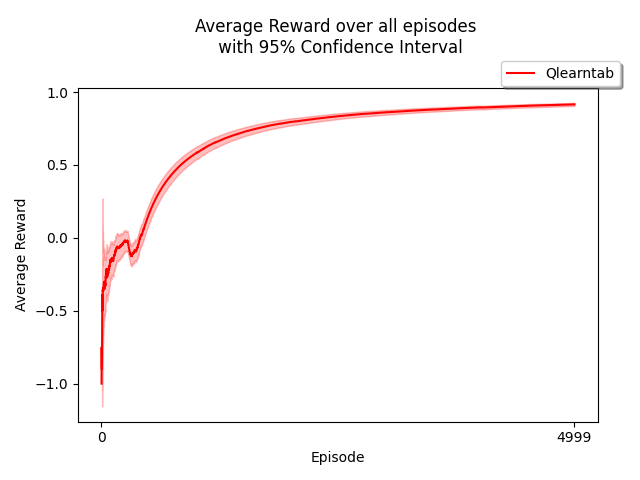 Average Reward over all episodes
with 95% Confidence Interval
Qlearntab
1.0
0.5
0.0
−0.5
−1.0
Average Reward
0
4999
Episode